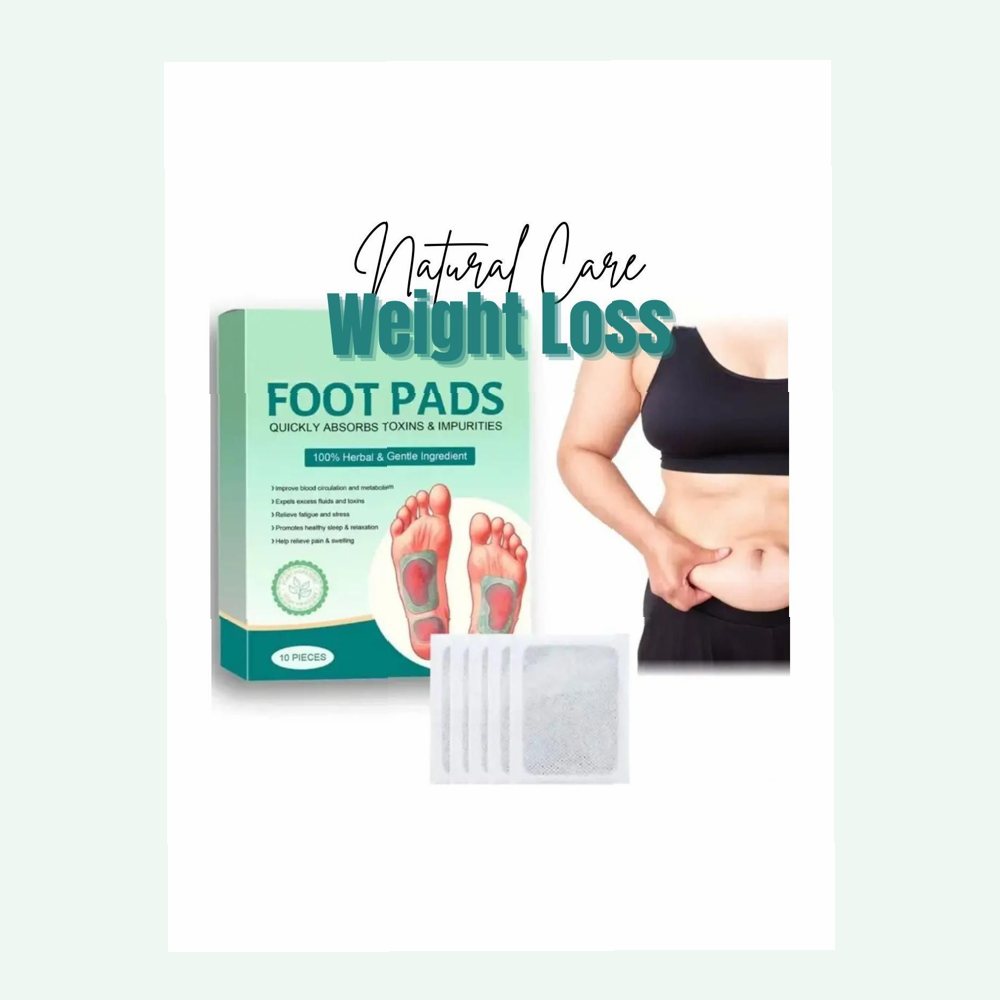 Natural Care
Weight Loss
FOOT PADS
QUICKLY ABSORBS TOXINS & IMPURITIES
100% Herbal & Gentle Ingredient
Improve blood circulation and metabolism
Expels excess fluids and toxins
Relieve fatigue and stress
Promotes healthy sleep & relaxation
Help relieve pain & swelling
10 PIECES